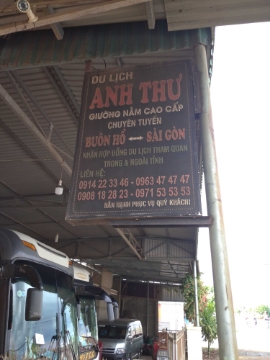 DU LỊCH
ANH THƯ
GIƯỜNG NẰM CAO CẤP
CHUYÊN TUYẾN
BUÔN HỒ ↔ SÀI GÒN
NHẬN HỢP ĐỒNG DU LỊCH THAM QUAN
TRONG & NGOÀI TỈNH
LIÊN HỆ:
0914 22 33 46 - 0963 47 47 47
0908 18 28 23 - 0971 53 53 53
HÂN HẠNH PHỤC VỤ QUÝ KHÁCH!